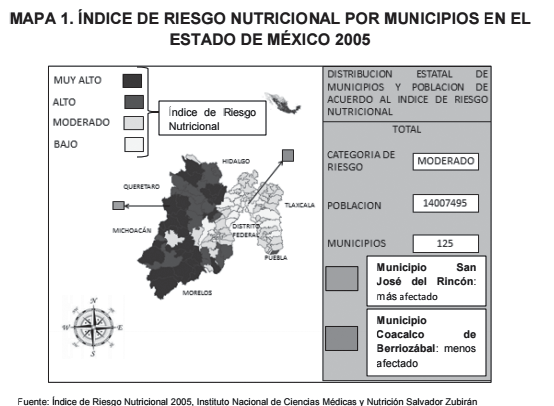 MAPA 1. ÍNDICE DE RIESGO NUTRICIONAL POR MUNICIPIOS EN EL
ESTADO DE MÉXICO 2005
MUY ALTO
ALTO
MODERADO
BAJO
Índice de Riesgo
Nutricional
HIDALGO
QUERETARO
TLAXCALA
MICHOACÁN
DISTRITO
FEDERAL
PUEBLA
MORELOS
N
W
E
S
DISTRIBUCION ESTATAL DE
MUNICIPIOS Y POBLACION DE
ACUERDO AL INDICE DE RIESGO
NUTRICIONAL
TOTAL
CATEGORIA DE
RIESGO
MODERADO
POBLACION
14007495
MUNICIPIOS
125
Municipio San
José del Rincón:
más afectado
Municipio
Coacalco de
Berriozábal: menos
afectado
Fuente: Índice de Riesgo Nutricional 2005, Instituto Nacional de Ciencias Médicas y Nutrición Salvador Zubirán